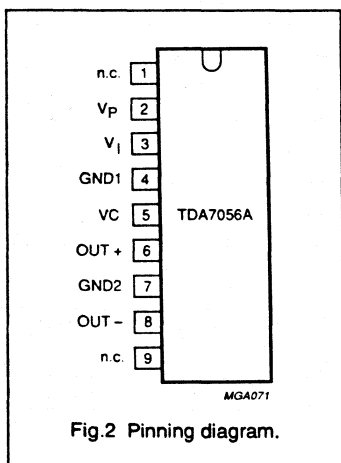 n.c. 1
VP 2
VI 3
GND1 4
VC 5
TDA7056A
OUT + 6
GND2 7
OUT – 8
n.c. 9
MGA071
Fig.2 Pinning diagram.